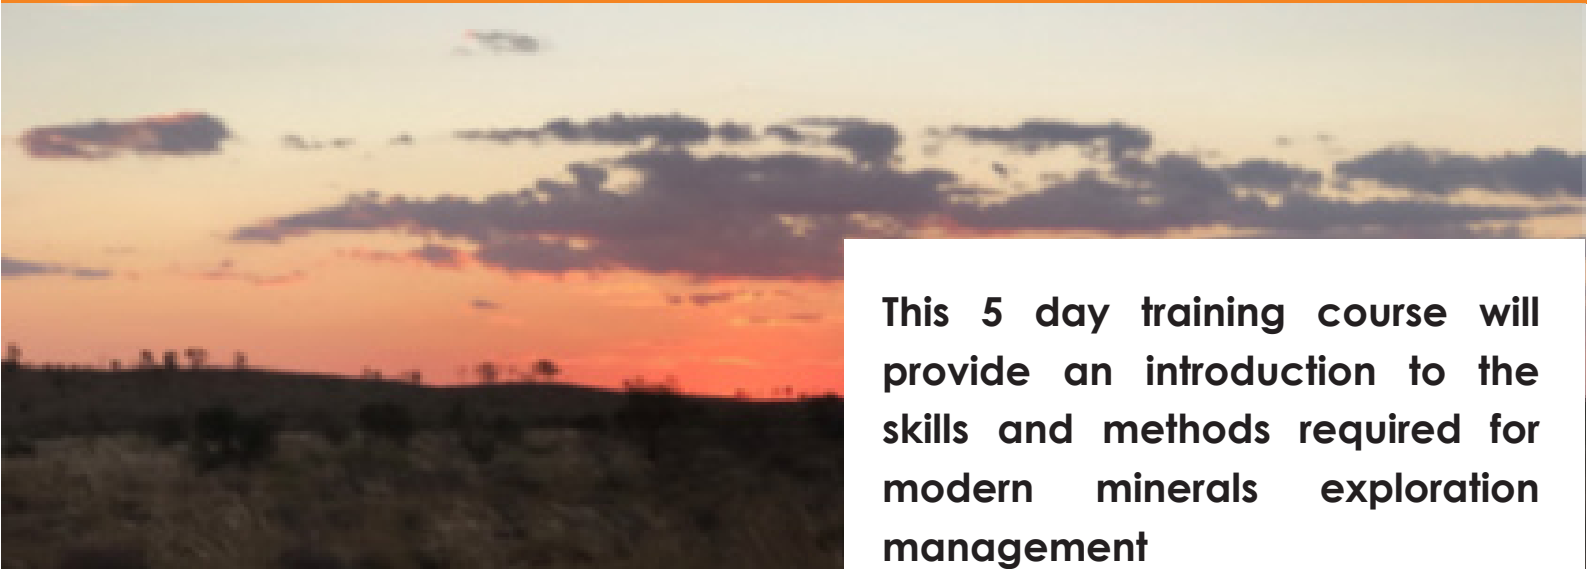 This 5 day training course will
provide an introduction to the
skills and methods required for
modern minerals exploration
management